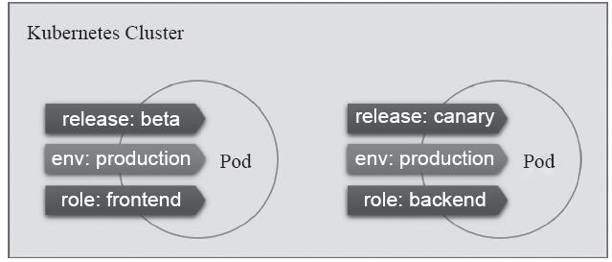 Kubernetes Cluster
release: beta
env: production
role: frontend
Pod
release: canary
env: production
role: backend
Pod